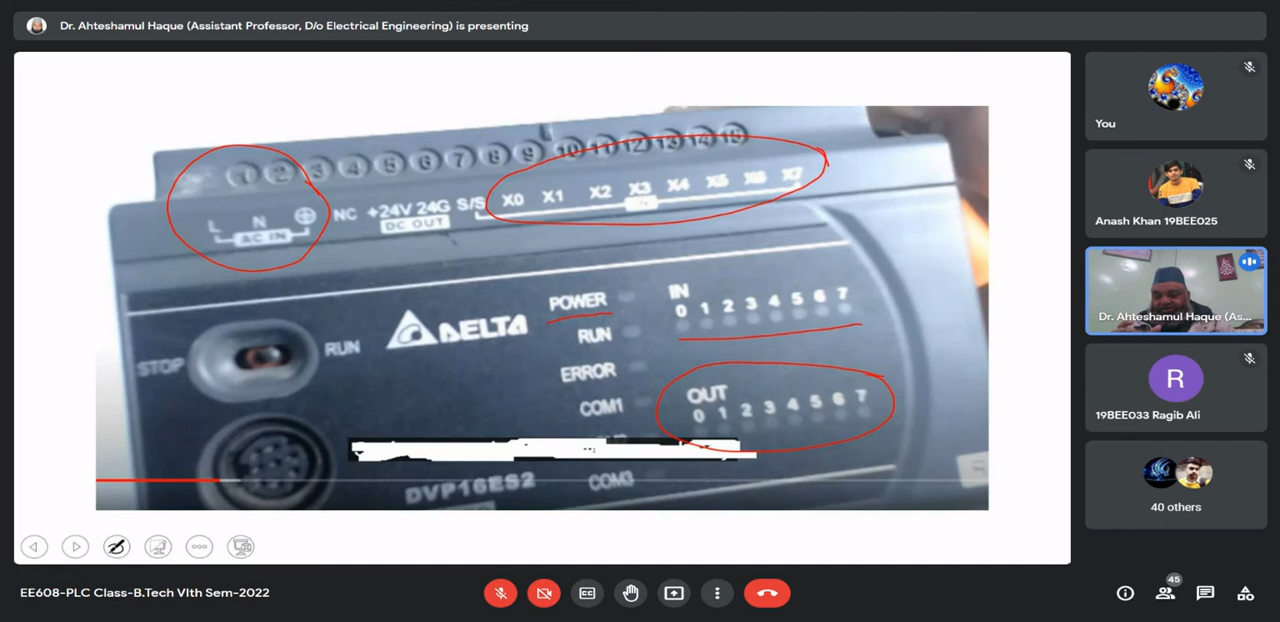 Dr. Ahteshamul Haque (Assistant Professor, D/o Electrical Engineering) is presenting
1 2 3 4 5 6 7 8 9 10 11 12 13 14 15
L N NC +24V 24G S/S X0 X1 X2 X3 X4 X5 X6 X7
AC IN DC OUT
POWER IN
0 1 2 3 4 5 6 7
DELTA
STOP RUN RUN
ERROR
OUT
COM1 0 1 2 3 4 5 6 7
DVP16ES2 COM3
You
Anash Khan 19BEE025
Dr. Ahteshamul Haque (As...
R
19BEE033 Ragib Ali
40 others
EE608-PLC Class-B.Tech VIth Sem-2022
CC
45